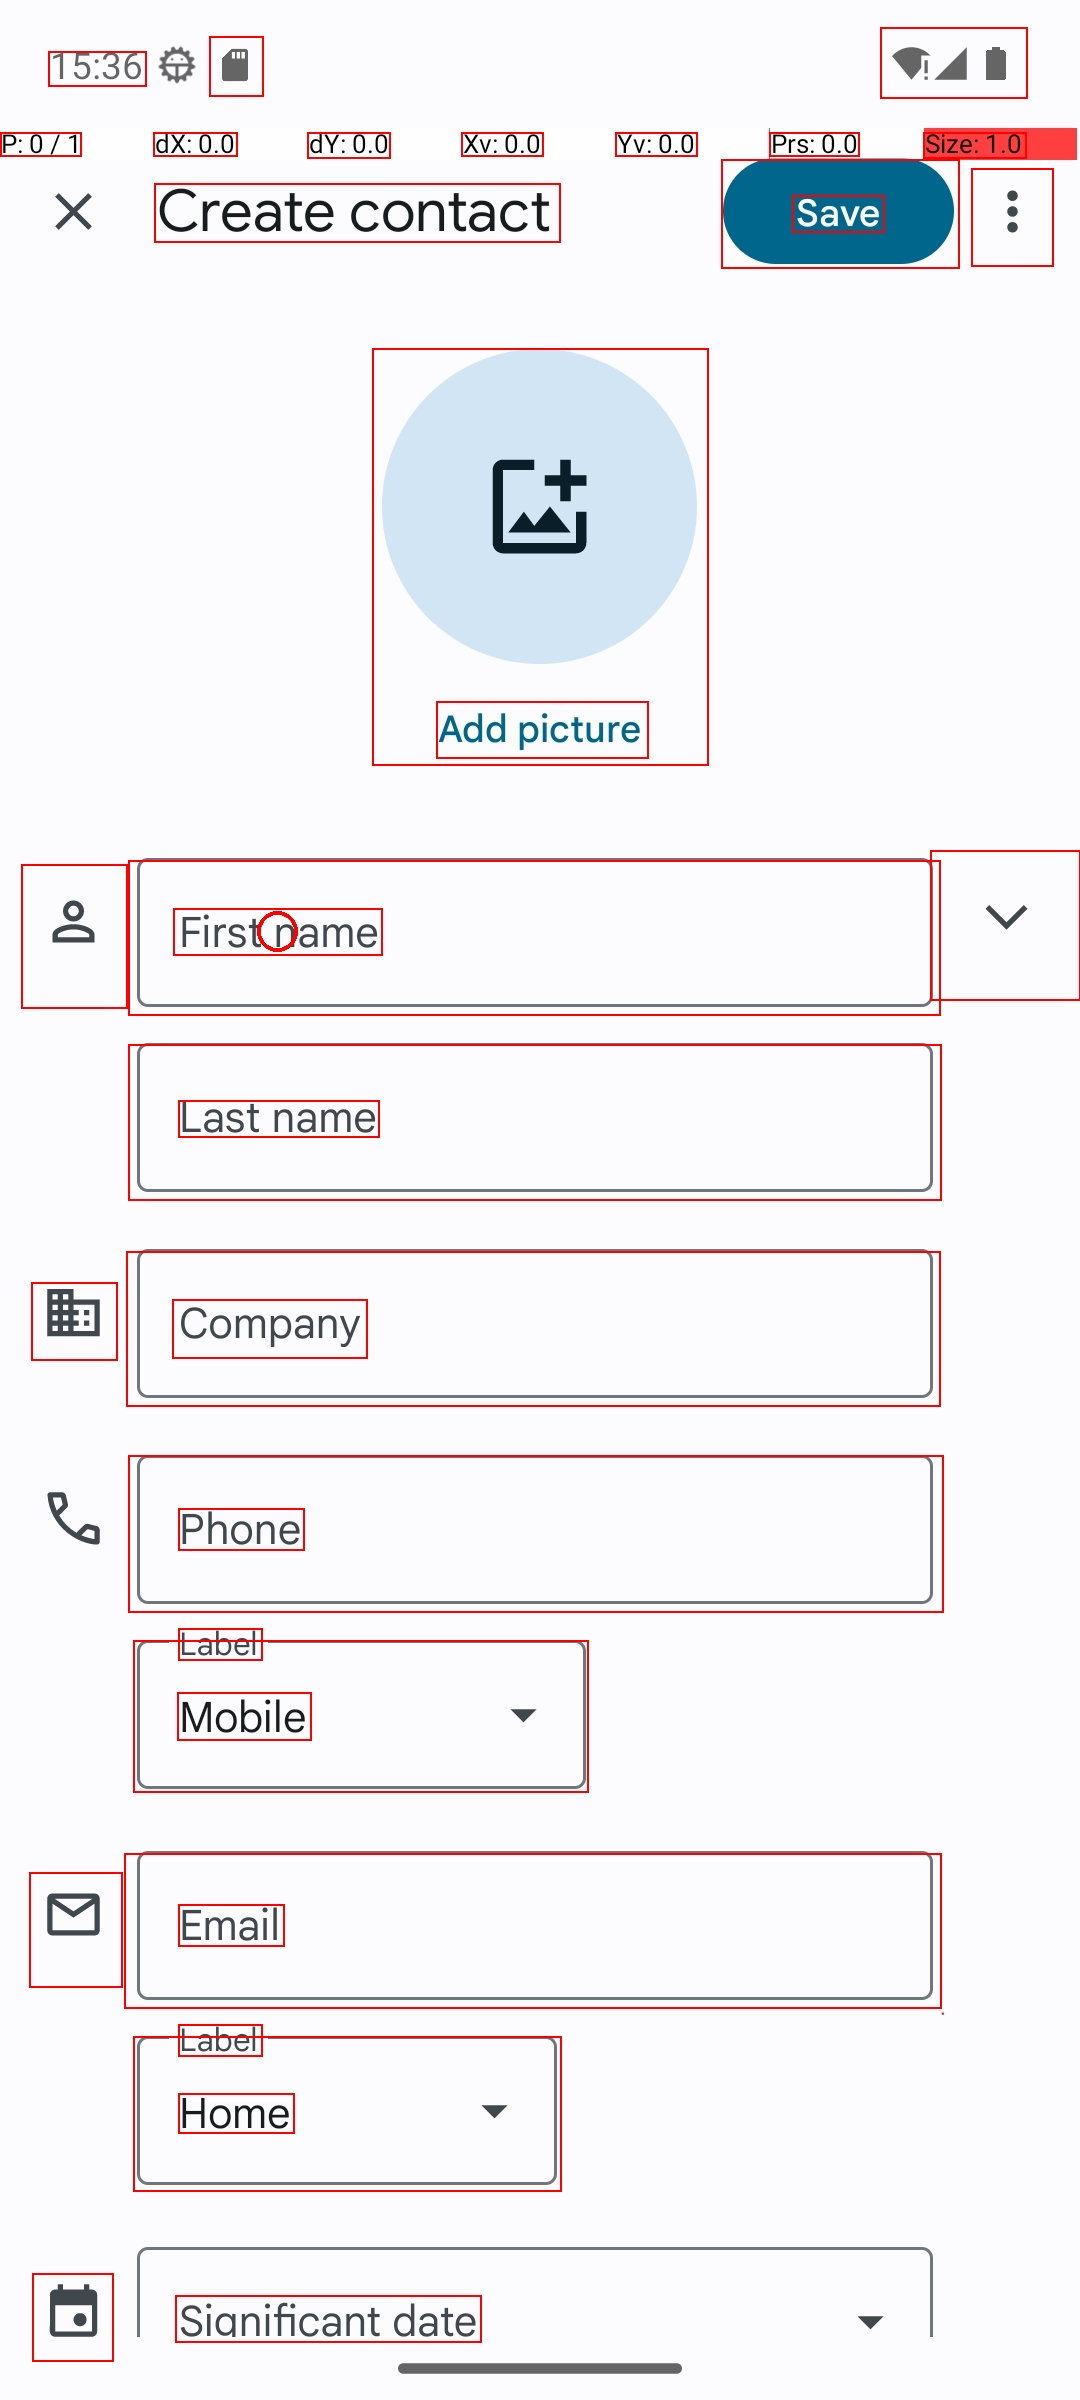 15:36
P: 0 / 1 dX: 0.0 dY: 0.0 Xv: 0.0 Yv: 0.0 Prs: 0.0 Size: 1.0
Create contact Save
Add picture
First name
Last name
Company
Phone
Label
Mobile
Email
Label
Home
Significant date